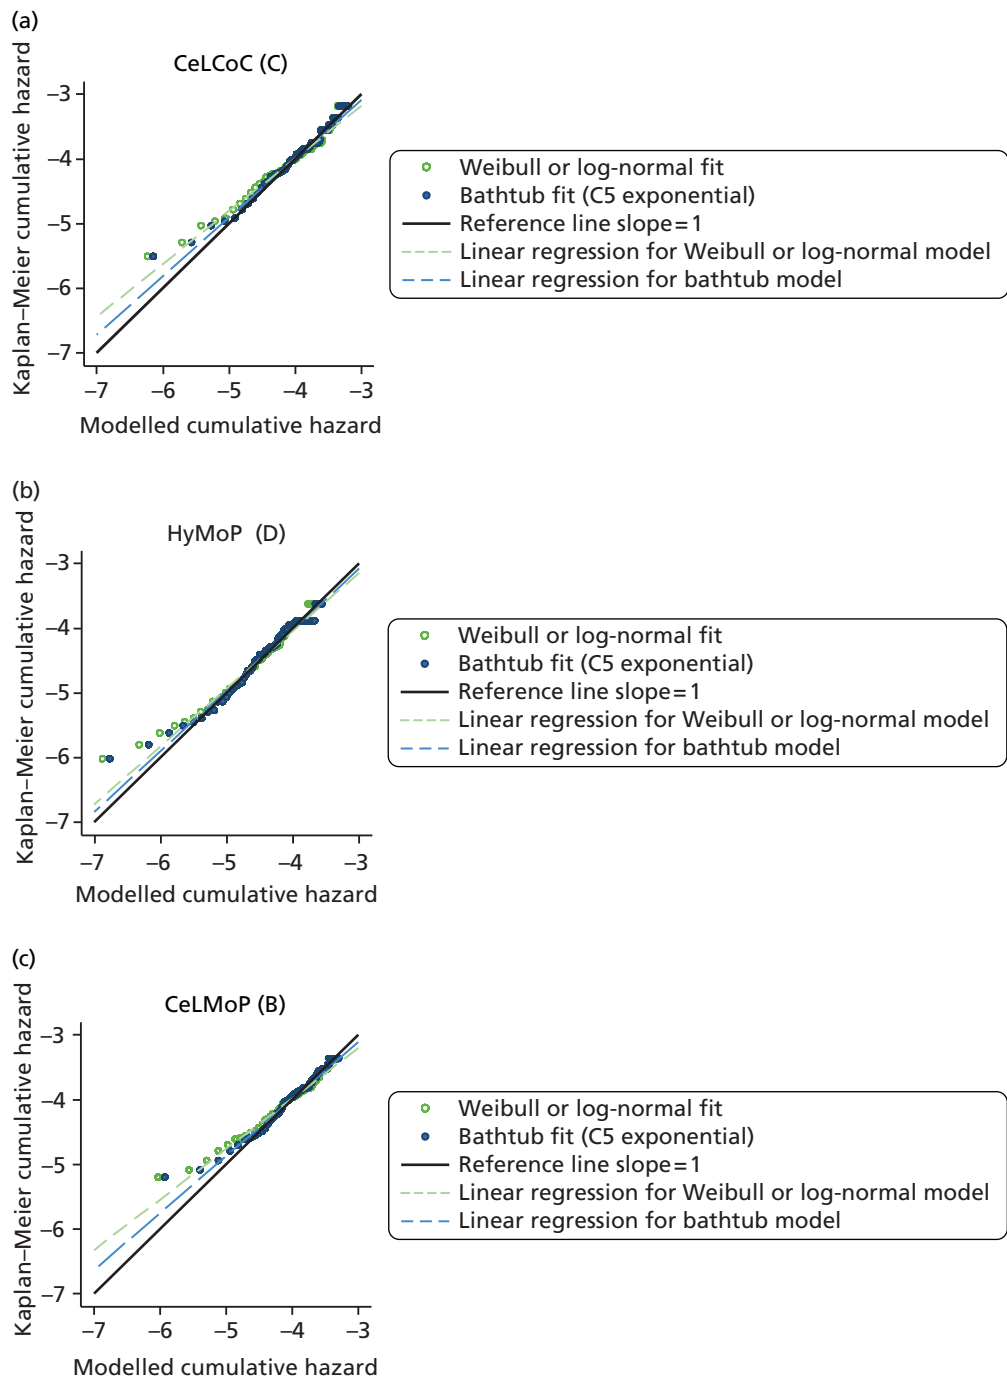 (a)
CeLCoC (C)
Kaplan–Meier cumulative hazard
–3
–4
–5
–6
–7
–7 –6 –5 –4 –3
Modelled cumulative hazard
Weibull or log-normal fit
Bathtub fit (C5 exponential)
Reference line slope=1
Linear regression for Weibull or log-normal model
Linear regression for bathtub model
(b)
HyMoP (D)
Kaplan–Meier cumulative hazard
–3
–4
–5
–6
–7
–7 –6 –5 –4 –3
Modelled cumulative hazard
Weibull or log-normal fit
Bathtub fit (C5 exponential)
Reference line slope=1
Linear regression for Weibull or log-normal model
Linear regression for bathtub model
(c)
CeLMoP (B)
Kaplan–Meier cumulative hazard
–3
–4
–5
–6
–7
–7 –6 –5 –4 –3
Modelled cumulative hazard
Weibull or log-normal fit
Bathtub fit (C5 exponential)
Reference line slope=1
Linear regression for Weibull or log-normal model
Linear regression for bathtub model